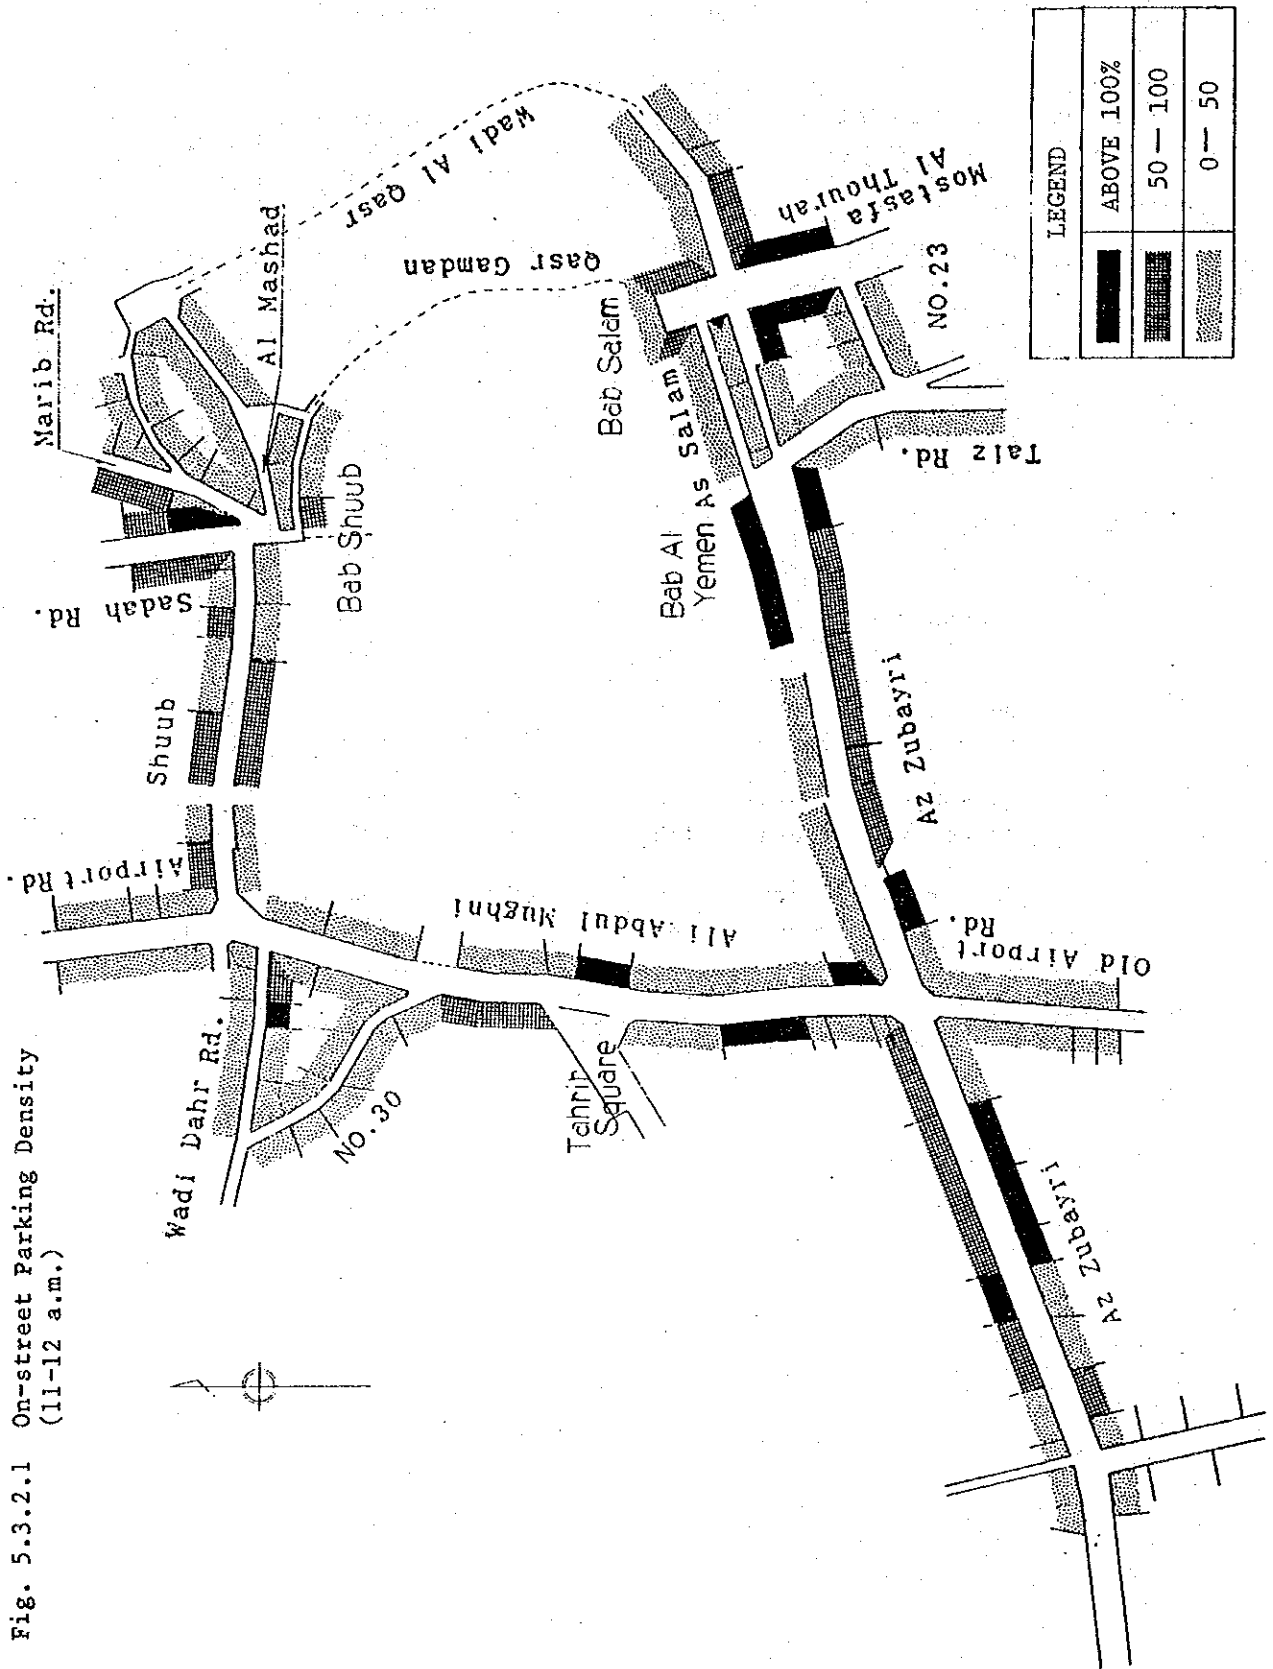 Fig. 5.3.2.1 On-street Parking Density
(11-12 a.m.)
Wadi Dahr Rd.
NO.30
Airport Rd.
Shuub
Sadah Rd.
Marib Rd.
Al Mashad
Bab Shuub
Wadi Al Qasr
Qasr Gamdan
Ali Abdul Mughni
Tahrir
Square
Bab Salam
Bab Al
Yemen
As Salam
Mostasfa
Al Thourah
NO.23
Taiz Rd.
Az Zubayri
Old Airport
Rd.
Az Zubayri
LEGEND
ABOVE 100%
50 — 100
0 — 50